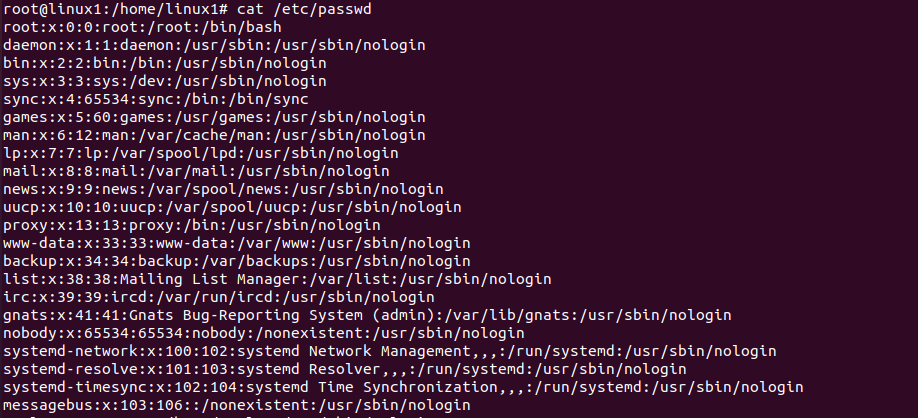 root@linux1:/home/linux1# cat /etc/passwd
root:x:0:0:root:/root:/bin/bash
daemon:x:1:1:daemon:/usr/sbin:/usr/sbin/nologin
bin:x:2:2:bin:/bin:/usr/sbin/nologin
sys:x:3:3:sys:/dev:/usr/sbin/nologin
sync:x:4:65534:sync:/bin:/bin/sync
games:x:5:60:games:/usr/games:/usr/sbin/nologin
man:x:6:12:man:/var/cache/man:/usr/sbin/nologin
lp:x:7:7:lp:/var/spool/lpd:/usr/sbin/nologin
mail:x:8:8:mail:/var/mail:/usr/sbin/nologin
news:x:9:9:news:/var/spool/news:/usr/sbin/nologin
uucp:x:10:10:uucp:/var/spool/uucp:/usr/sbin/nologin
proxy:x:13:13:proxy:/bin:/usr/sbin/nologin
www-data:x:33:33:www-data:/var/www:/usr/sbin/nologin
backup:x:34:34:backup:/var/backups:/usr/sbin/nologin
list:x:38:38:Mailing List Manager:/var/list:/usr/sbin/nologin
irc:x:39:39:ircd:/var/run/ircd:/usr/sbin/nologin
gnats:x:41:41:Gnats Bug-Reporting System (admin):/var/lib/gnats:/usr/sbin/nologin
nobody:x:65534:65534:nobody:/nonexistent:/usr/sbin/nologin
systemd-network:x:100:102:systemd Network Management,,,:/run/systemd:/usr/sbin/nologin
systemd-resolve:x:101:103:systemd Resolver,,,:/run/systemd:/usr/sbin/nologin
systemd-timesync:x:102:104:systemd Time Synchronization,,,:/run/systemd:/usr/sbin/nologin
messagebus:x:103:106::/nonexistent:/usr/sbin/nologin